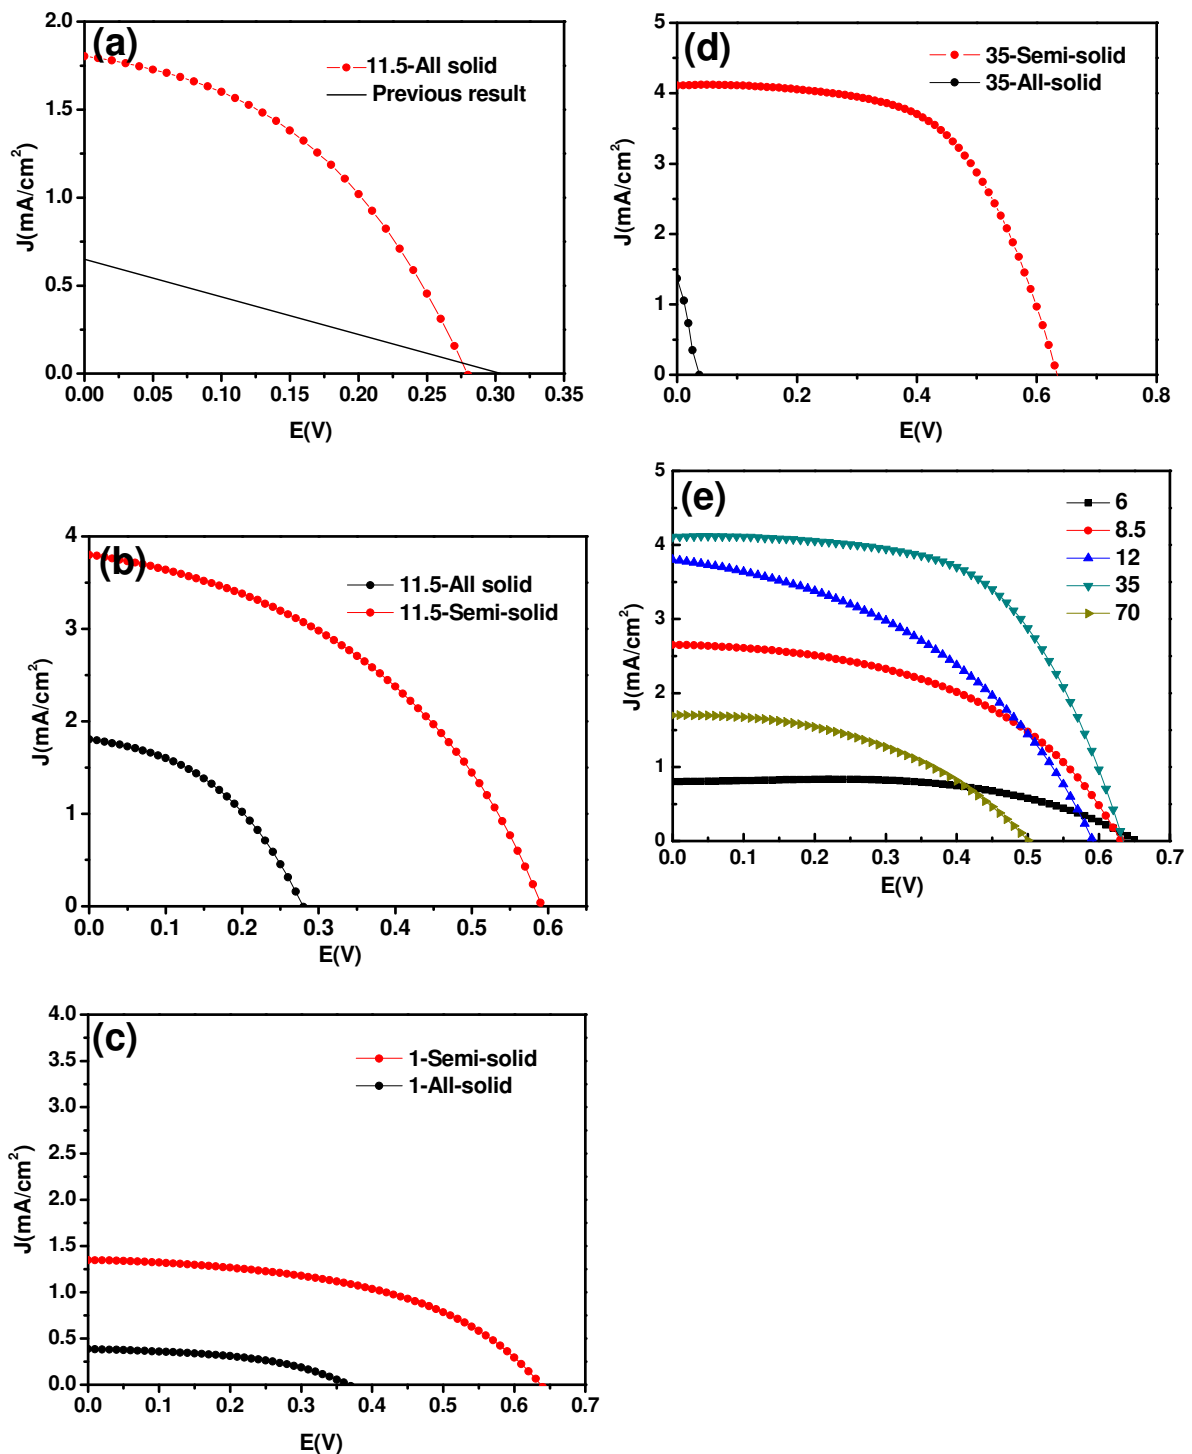 (a)
11.5-All solid
Previous result
2.0
1.5
1.0
0.5
0.0
J(mA/cm²)
0.00 0.05 0.10 0.15 0.20 0.25 0.30 0.35
E(V)
(d)
35-Semi-solid
35-All-solid
5
4
3
2
1
0
J(mA/cm²)
0.0 0.2 0.4 0.6 0.8
E(V)
(b)
11.5-All solid
11.5-Semi-solid
4
3
2
1
0
J(mA/cm²)
0.0 0.1 0.2 0.3 0.4 0.5 0.6
E(V)
(e)
6
8.5
12
35
70
5
4
3
2
1
0
J(mA/cm²)
0.0 0.1 0.2 0.3 0.4 0.5 0.6 0.7
E(V)
(c)
1-Semi-solid
1-All-solid
4.0
3.5
3.0
2.5
2.0
1.5
1.0
0.5
0.0
J(mA/cm²)
0.0 0.1 0.2 0.3 0.4 0.5 0.6 0.7
E(V)